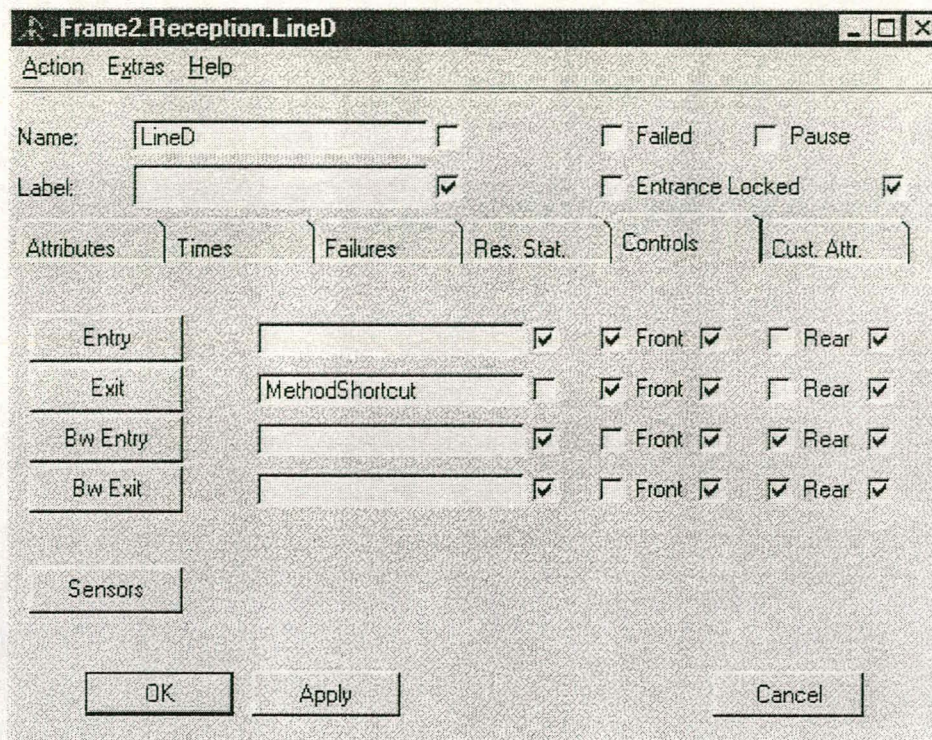 .Frame2.Reception.LineD
Action Extras Help
Name: LineD Failed Pause
Label: Entrance Locked
Attributes Times Failures Res. Stat. Controls Cust. Attr.
Entry Front Rear
Exit MethodShortcut Front Rear
Bw Entry Front Rear
Bw Exit Front Rear
Sensors
OK Apply Cancel